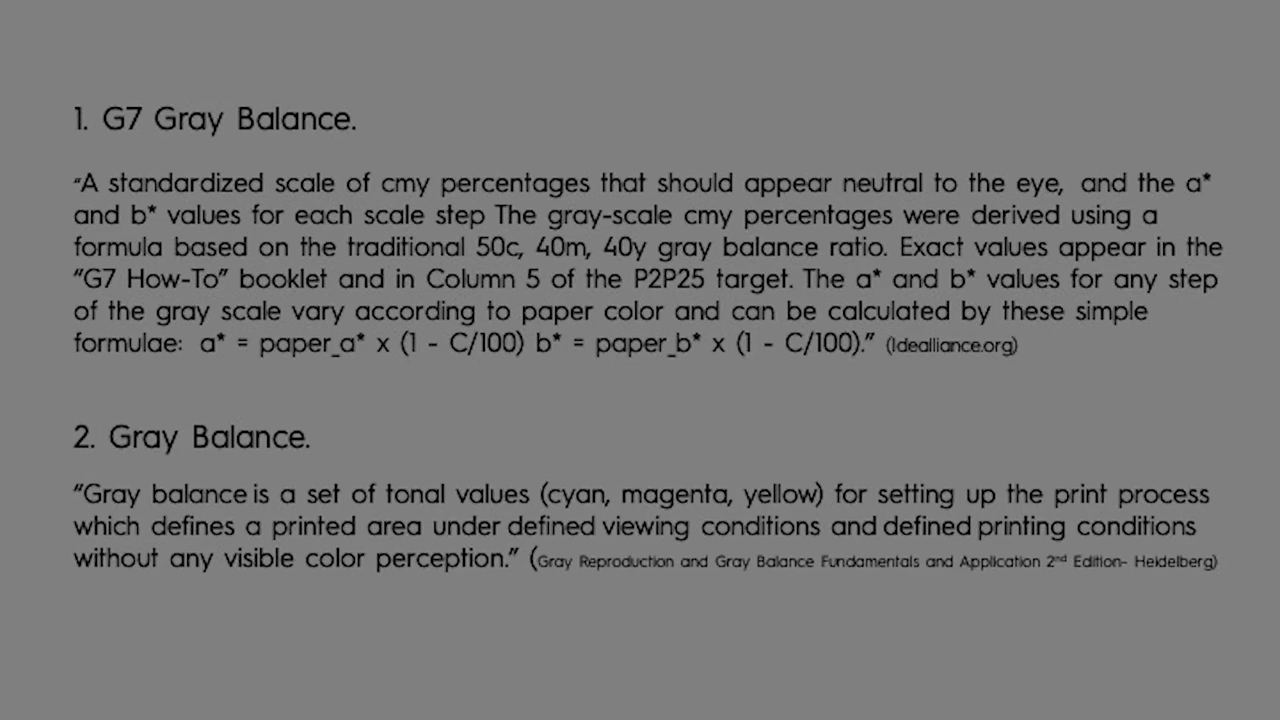 1. G7 Gray Balance.
“A standardized scale of cmy percentages that should appear neutral to the eye, and the a*
and b* values for each scale step The gray-scale cmy percentages were derived using a
formula based on the traditional 50c, 40m, 40y gray balance ratio. Exact values appear in the
“G7 How-To” booklet and in Column 5 of the P2P25 target. The a* and b* values for any step
of the gray scale vary according to paper color and can be calculated by these simple
formulae: a* = paper_a* x (1 - C/100) b* = paper_b* x (1 - C/100).” (Idealliance.org)
2. Gray Balance.
“Gray balance is a set of tonal values (cyan, magenta, yellow) for setting up the print process
which defines a printed area under defined viewing conditions and defined printing conditions
without any visible color perception.” (Gray Reproduction and Gray Balance Fundamentals and Application 2nd Edition- Heidelberg)